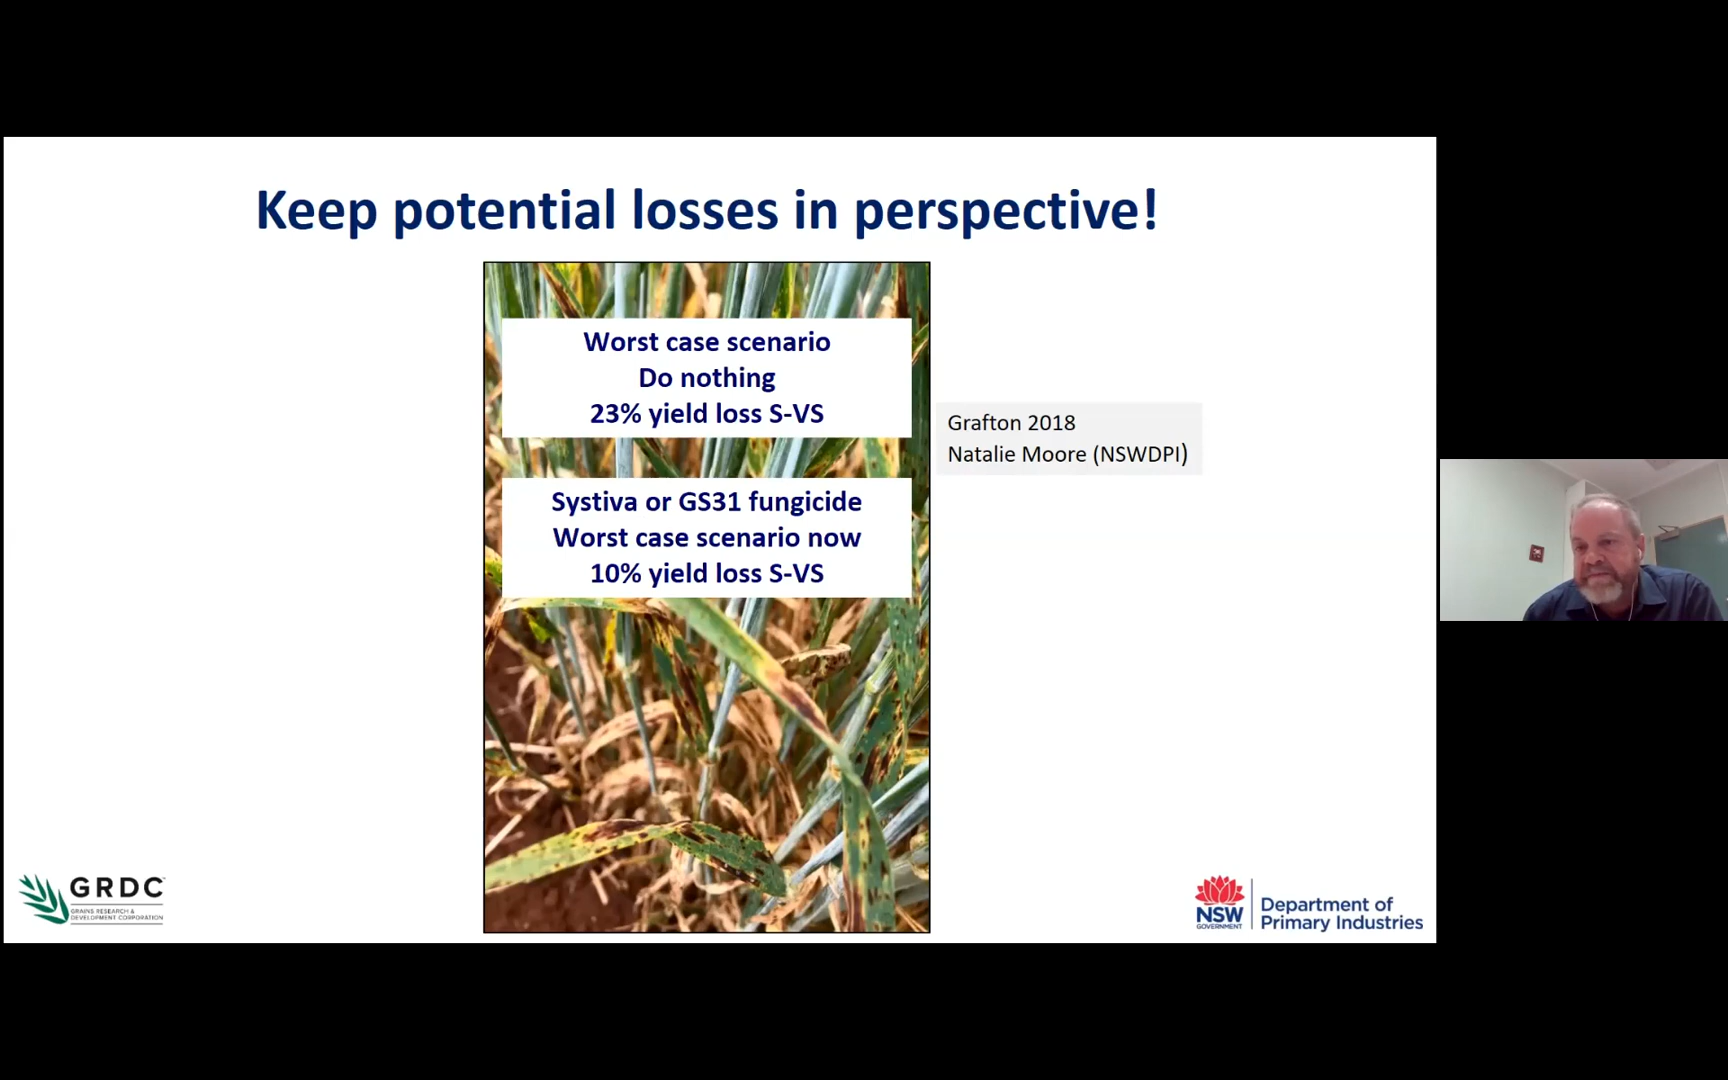 Keep potential losses in perspective!
Worst case scenario
Do nothing
23% yield loss S-VS
Grafton 2018
Natalie Moore (NSWDPI)
Systiva or GS31 fungicide
Worst case scenario now
10% yield loss S-VS
GRDC
GRAINS RESEARCH &
DEVELOPMENT CORPORATION
NSW
GOVERNMENT
Department of
Primary Industries